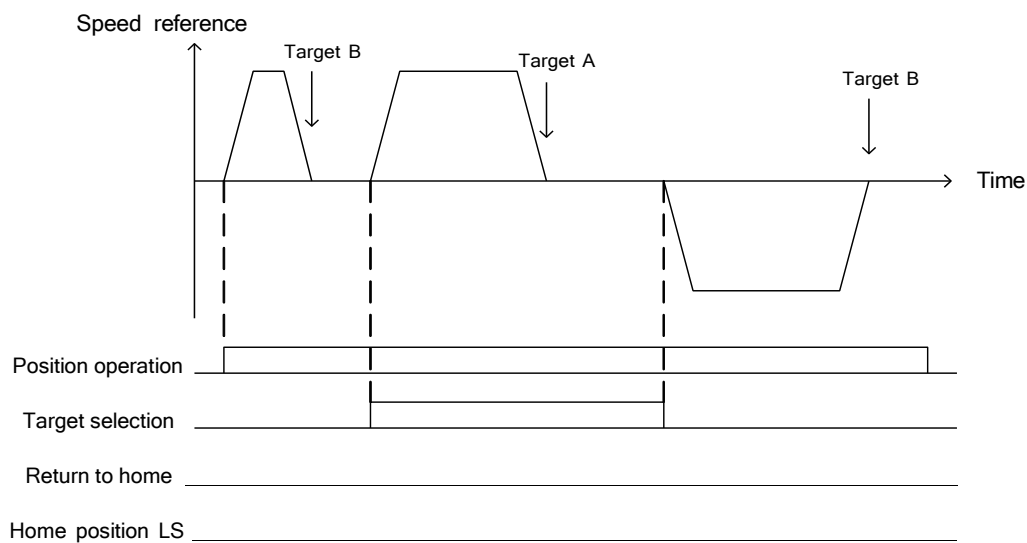 Speed reference
Target B
Target A
Target B
Time
Position operation
Target selection
Return to home
Home position LS